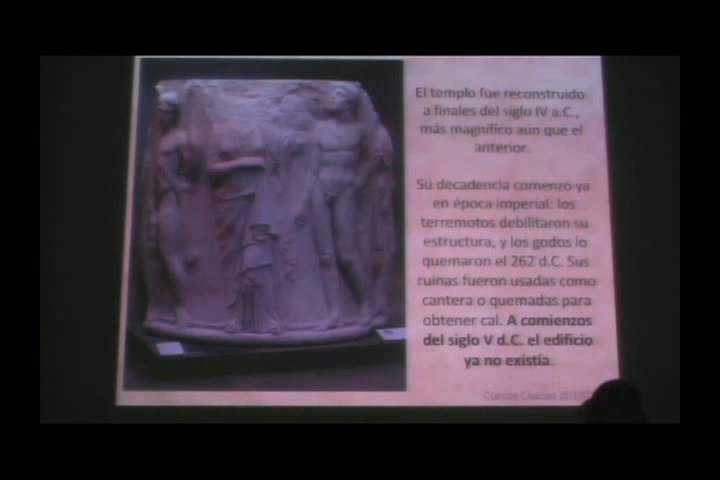 El templo fue reconstruido
a finales del siglo IV a.C.,
más magnífico aún que el
anterior.
Su decadencia comenzó ya
en época imperial: los
terremotos debilitaron su
estructura, y los godos lo
quemaron el 262 d.C. Sus
ruinas fueron usadas como
cantera o quemadas para
obtener cal. A comienzos
del siglo V d.C. el edificio
ya no existía.